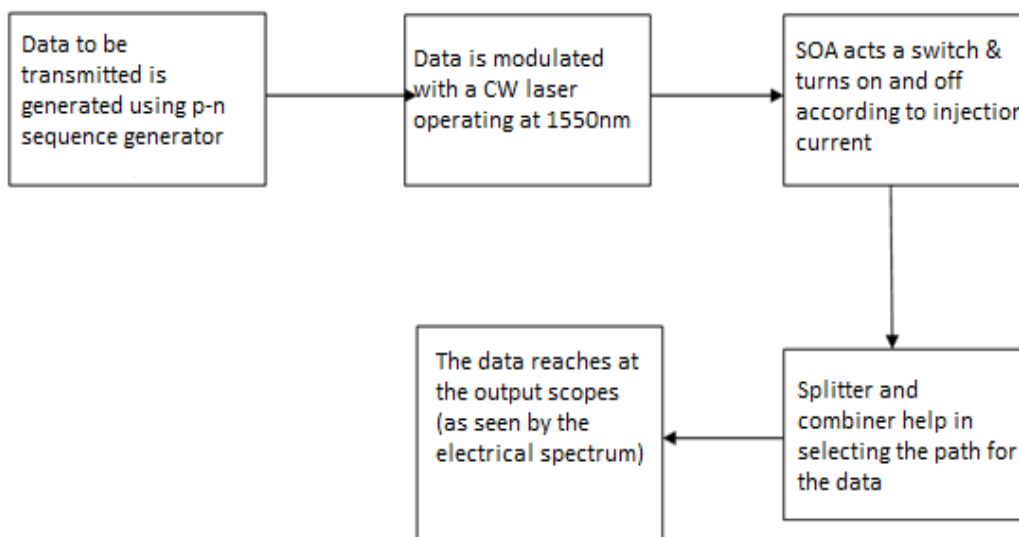 Data to be
transmitted is
generated using p-n
sequence generator
Data is modulated
with a CW laser
operating at 1550nm
SOA acts a switch &
turns on and off
according to injection
current
Splitter and
combiner help in
selecting the path for
the data
The data reaches at
the output scopes
(as seen by the
electrical spectrum)